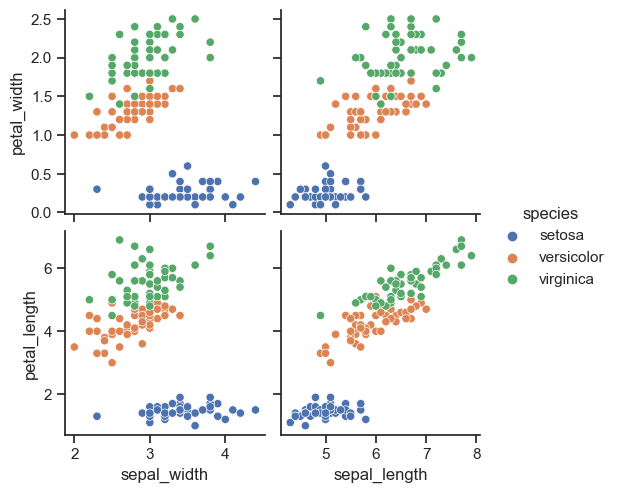 2.5
2.0
1.5
1.0
0.5
0.0
petal_width
species
setosa
versicolor
virginica
6
4
2
petal_length
2 3 4
5 6 7 8
sepal_width sepal_length